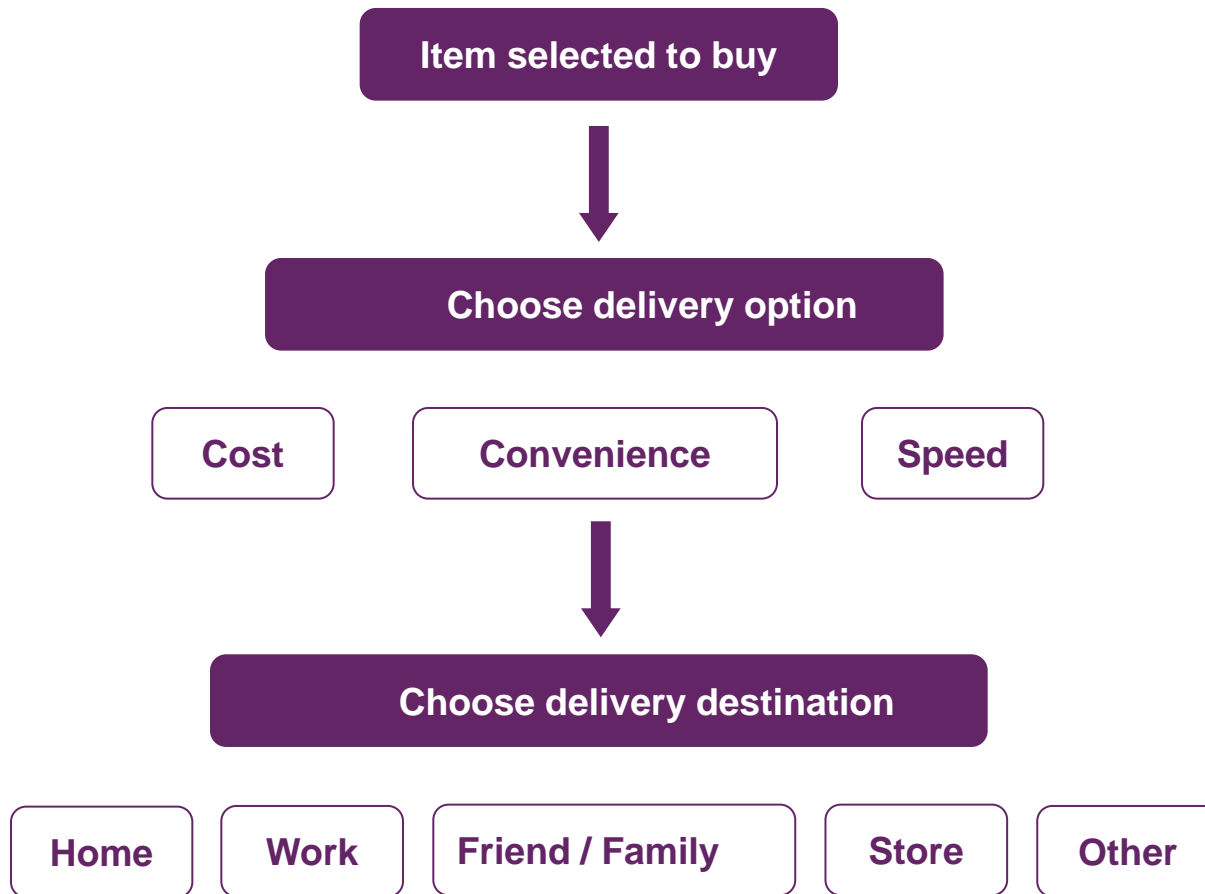 Item selected to buy
Choose delivery option
Cost
Convenience
Speed
Choose delivery destination
Home
Work
Friend / Family
Store
Other